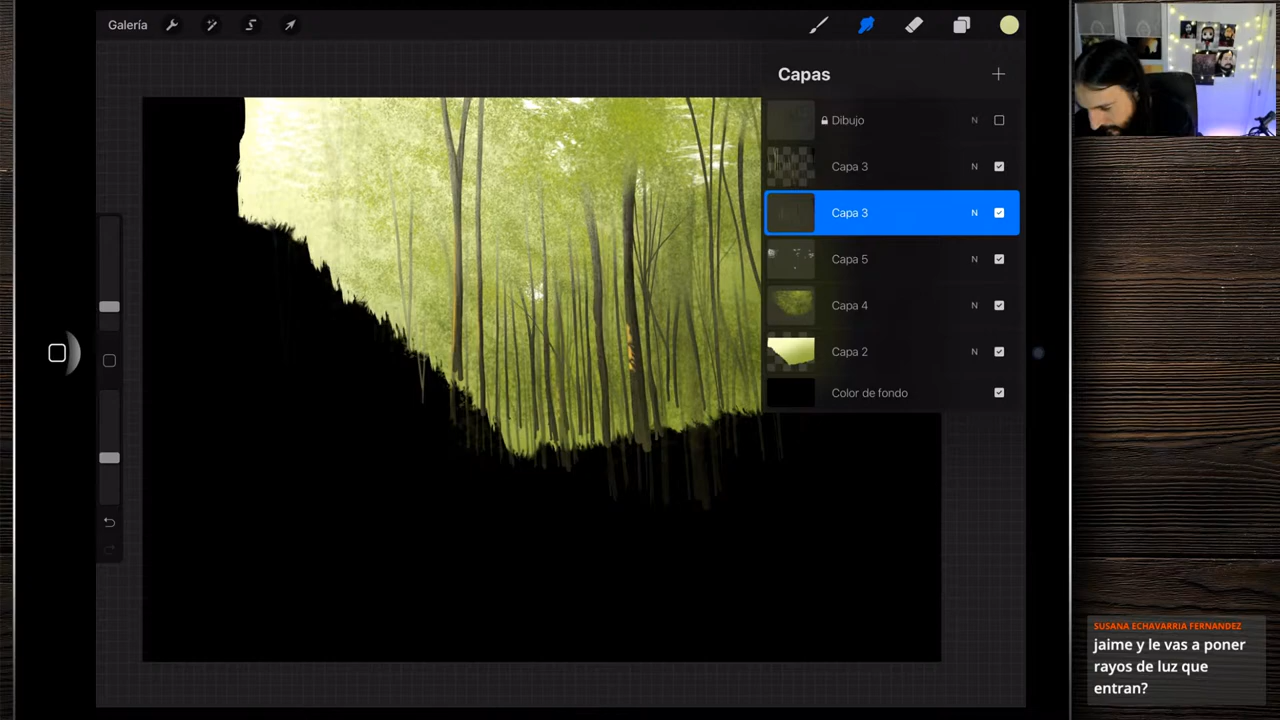 Galería
Capas
Dibujo N
Capa 3 N
Capa 3 N
Capa 5 N
Capa 4 N
Capa 2 N
Color de fondo
SUSANA ECHAVARRIA FERNANDEZ
jaime y le vas a poner
rayos de luz que
entran?